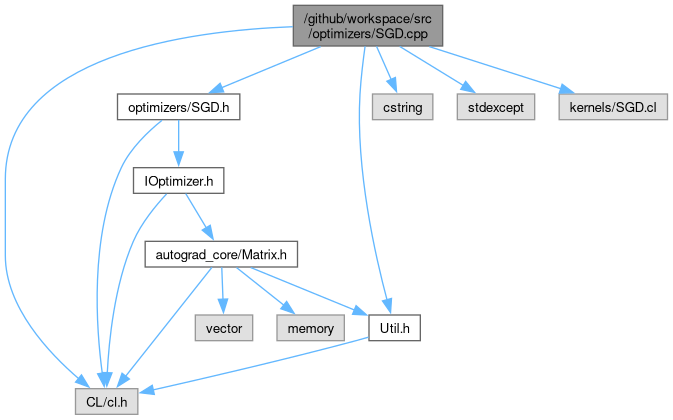 /github/workspace/src
/optimizers/SGD.cpp
optimizers/SGD.h
cstring
stdexcept
kernels/SGD.cl
IOptimizer.h
autograd_core/Matrix.h
vector
memory
Util.h
CL/cl.h